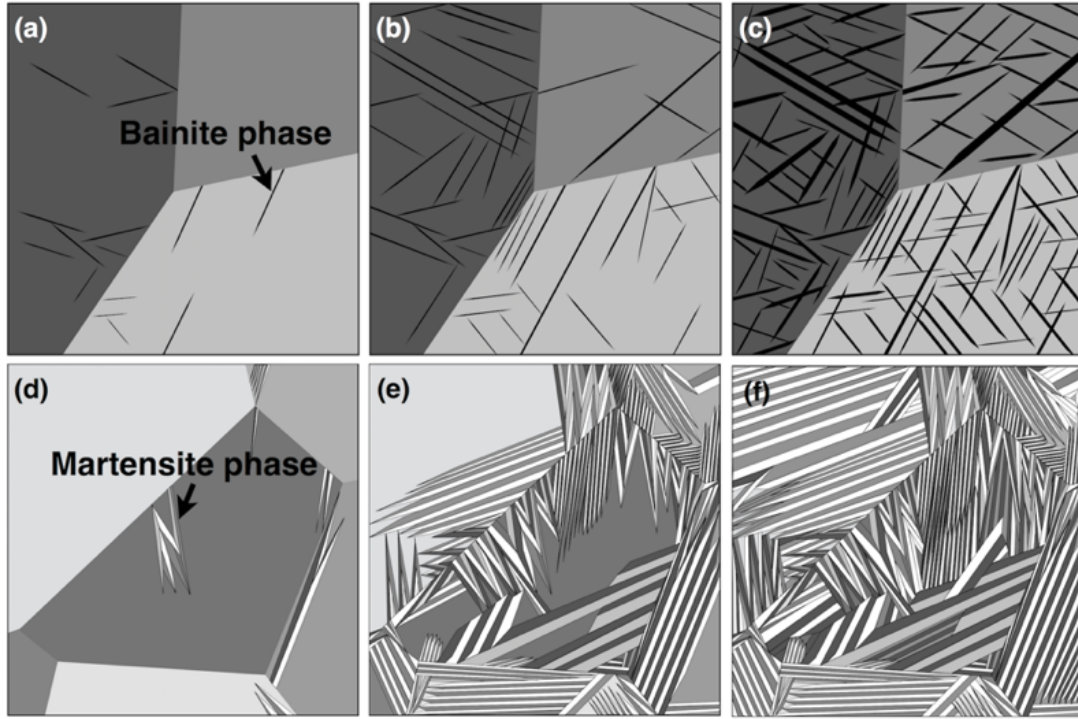 (a)
(b)
(c)
Bainite phase
(d)
(e)
(f)
Martensite phase